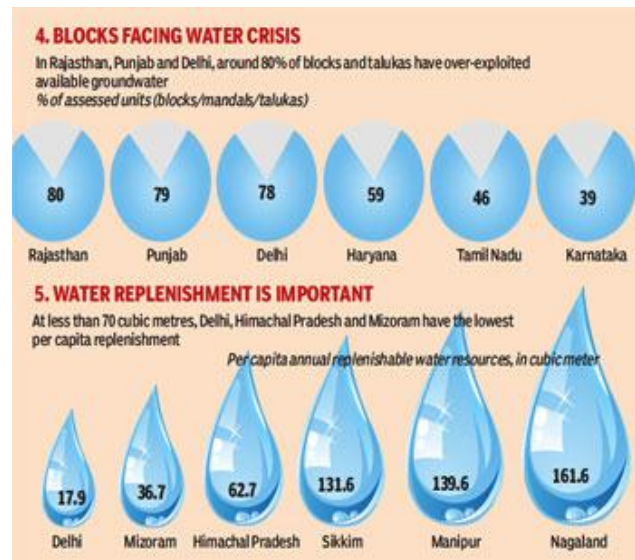 4. BLOCKS FACING WATER CRISIS
In Rajasthan, Punjab and Delhi, around 80% of blocks and talukas have over-exploited
available groundwater
% of assessed units (blocks/mandals/talukas)
80 79 78 59 46 39
Rajasthan Punjab Delhi Haryana Tamil Nadu Karnataka
5. WATER REPLENISHMENT IS IMPORTANT
At less than 70 cubic metres, Delhi, Himachal Pradesh and Mizoram have the lowest
per capita replenishment
Per capita annual replenishable water resources, in cubic meter
17.9 36.7 62.7 131.6 139.6 161.6
Delhi Mizoram Himachal Pradesh Sikkim Manipur Nagaland